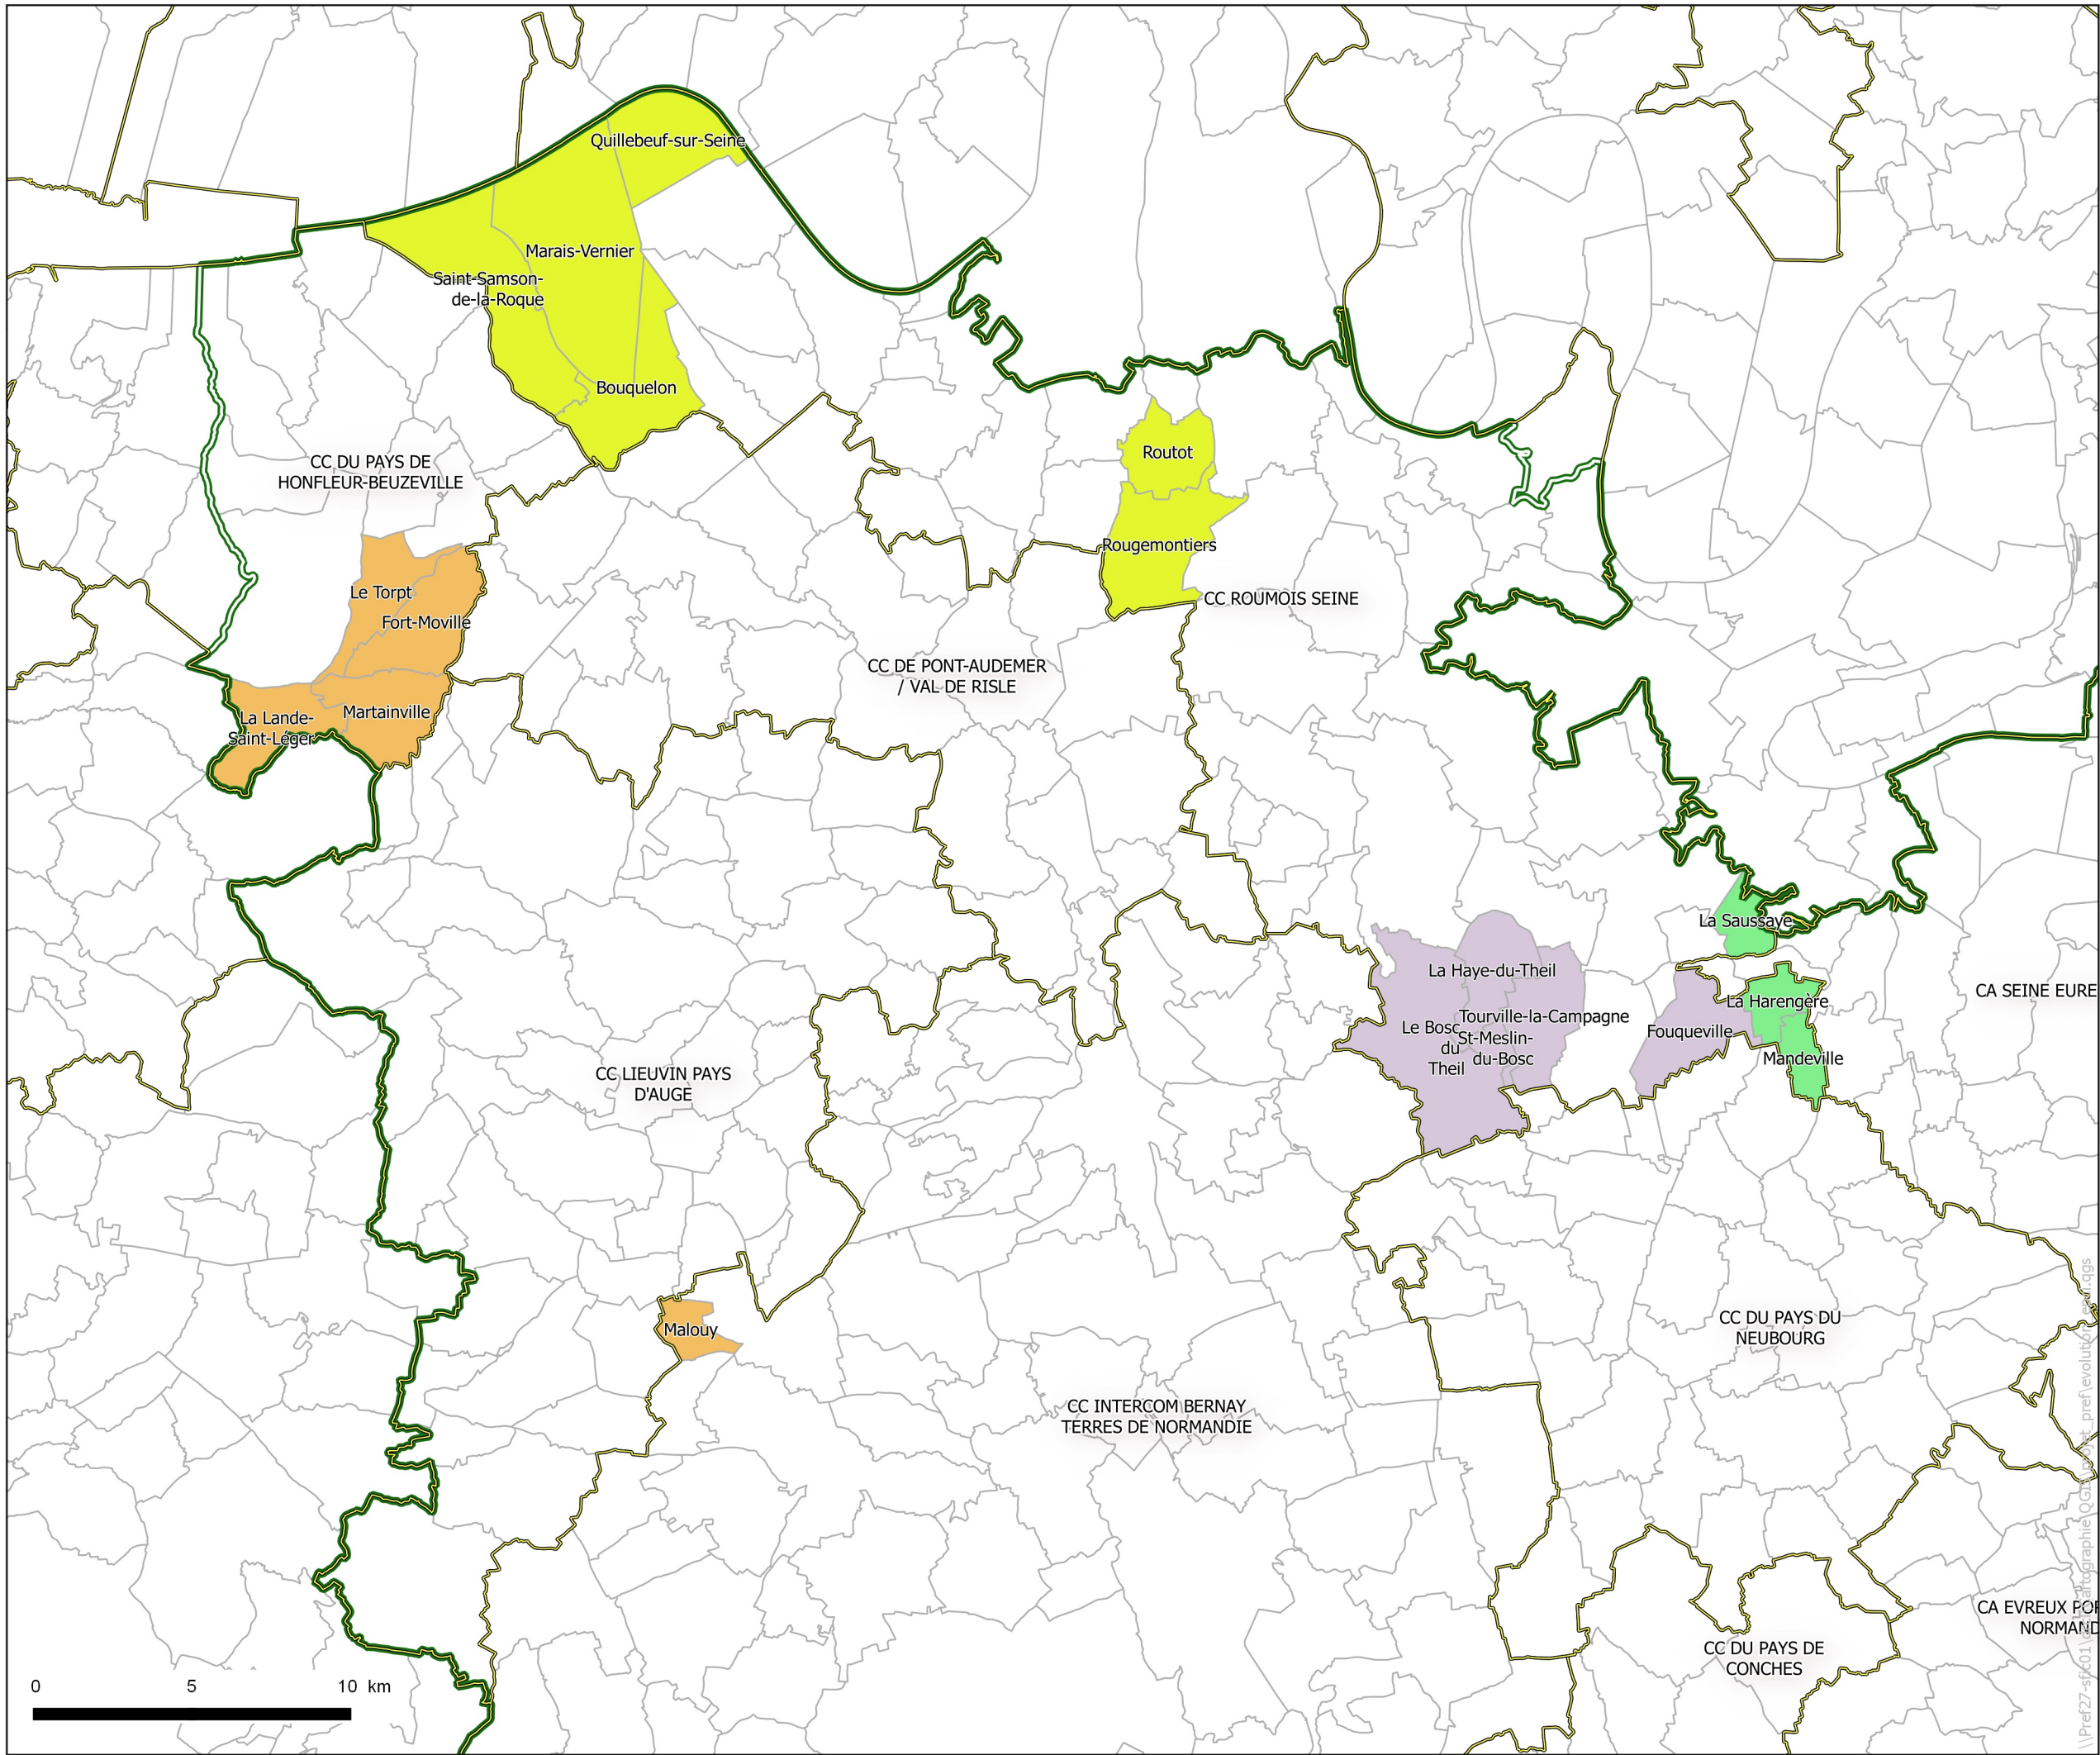 Quillebeuf-sur-Seine
Marais-Vernier
Saint-Samson-
de-la-Roque
Bouquelon
Routot
CC DU PAYS DE
HONFLEUR-BEUZEVILLE
Rougemontiers
Le Torpt
CC ROUMOIS SEINE
Fort-Moville
CC DE PONT-AUDEMER
/ VAL DE RISLE
Martainville
La Lande-
Saint-Léger
La Saussaye
La Haye-du-Theil
CA SEINE EURE
La Harengère
Tourville-la-Campagne
Le Bosc
du
Theil
St-Meslin-
du-Bosc
Fouqueville
Mandeville
CC LIEUVIN PAYS
D'AUGE
Malouy
CC DU PAYS DU
NEUBOURG
CC INTERCOM BERNAY
TERRES DE NORMANDIE
CA EVREUX
NORMAND
CC DU PAYS DE
CONCHES
0 5 10 km